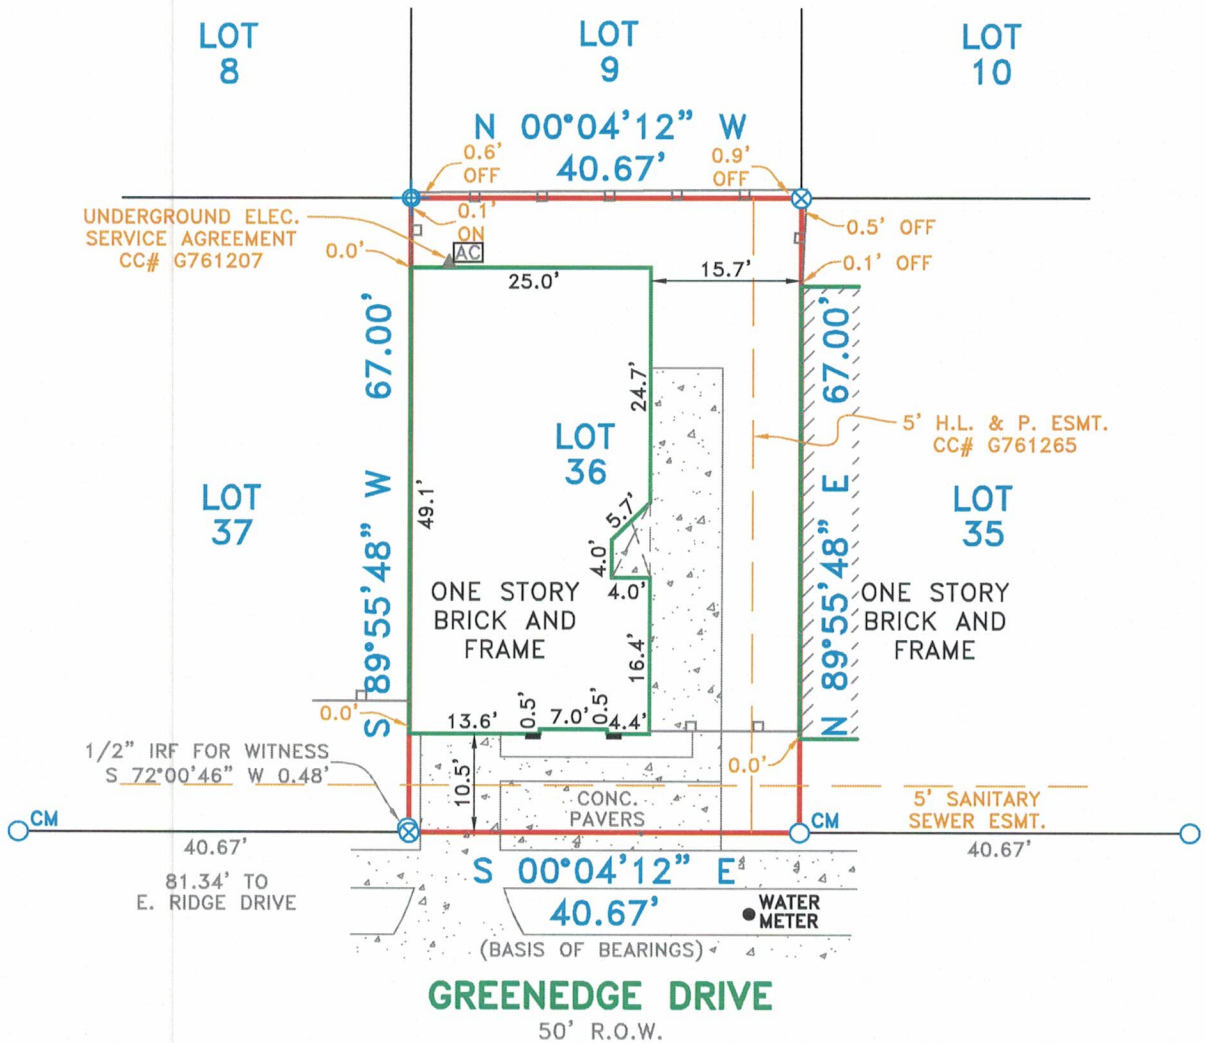 LOT
8
LOT
9
LOT
10
N 00°04'12" W
40.67'
0.6'
OFF
0.9'
OFF
UNDERGROUND ELEC.
SERVICE AGREEMENT
CC# G761207
0.1'
ON
AC
0.0'
0.5' OFF
0.1' OFF
25.0'
15.7'
S 89°55'48" W 67.00'
49.1'
24.7'
LOT
36
5.7'
4.0'
4.0'
16.4'
5' H.L. & P. ESMT.
CC# G761265
N 89°55'48" E 67.00'
LOT
37
LOT
35
ONE STORY
BRICK AND
FRAME
ONE STORY
BRICK AND
FRAME
0.0'
13.6'
0.5'
7.0'
0.5'
4.4'
0.0'
1/2" IRF FOR WITNESS
S 72°00'46" W 0.48'
10.5'
CONC.
PAVERS
5' SANITARY
SEWER ESMT.
CM
CM
40.67'
40.67'
81.34' TO
E. RIDGE DRIVE
S 00°04'12" E
40.67'
(BASIS OF BEARINGS)
WATER
METER
GREENEDGE DRIVE
50' R.O.W.